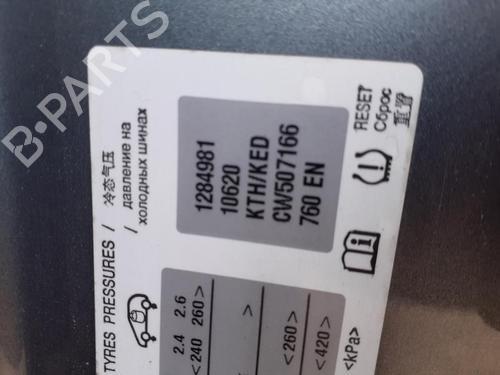 B-PARTS
TYRES PRESSURES / 冷态气压
/ давление на
холодных шинах
1284981
10620
KTH/KED
CW507166
760 EN
RESET
Сброс
重置
2.4 2.6
<240 260>
>
<260>
<420>
<kPa>